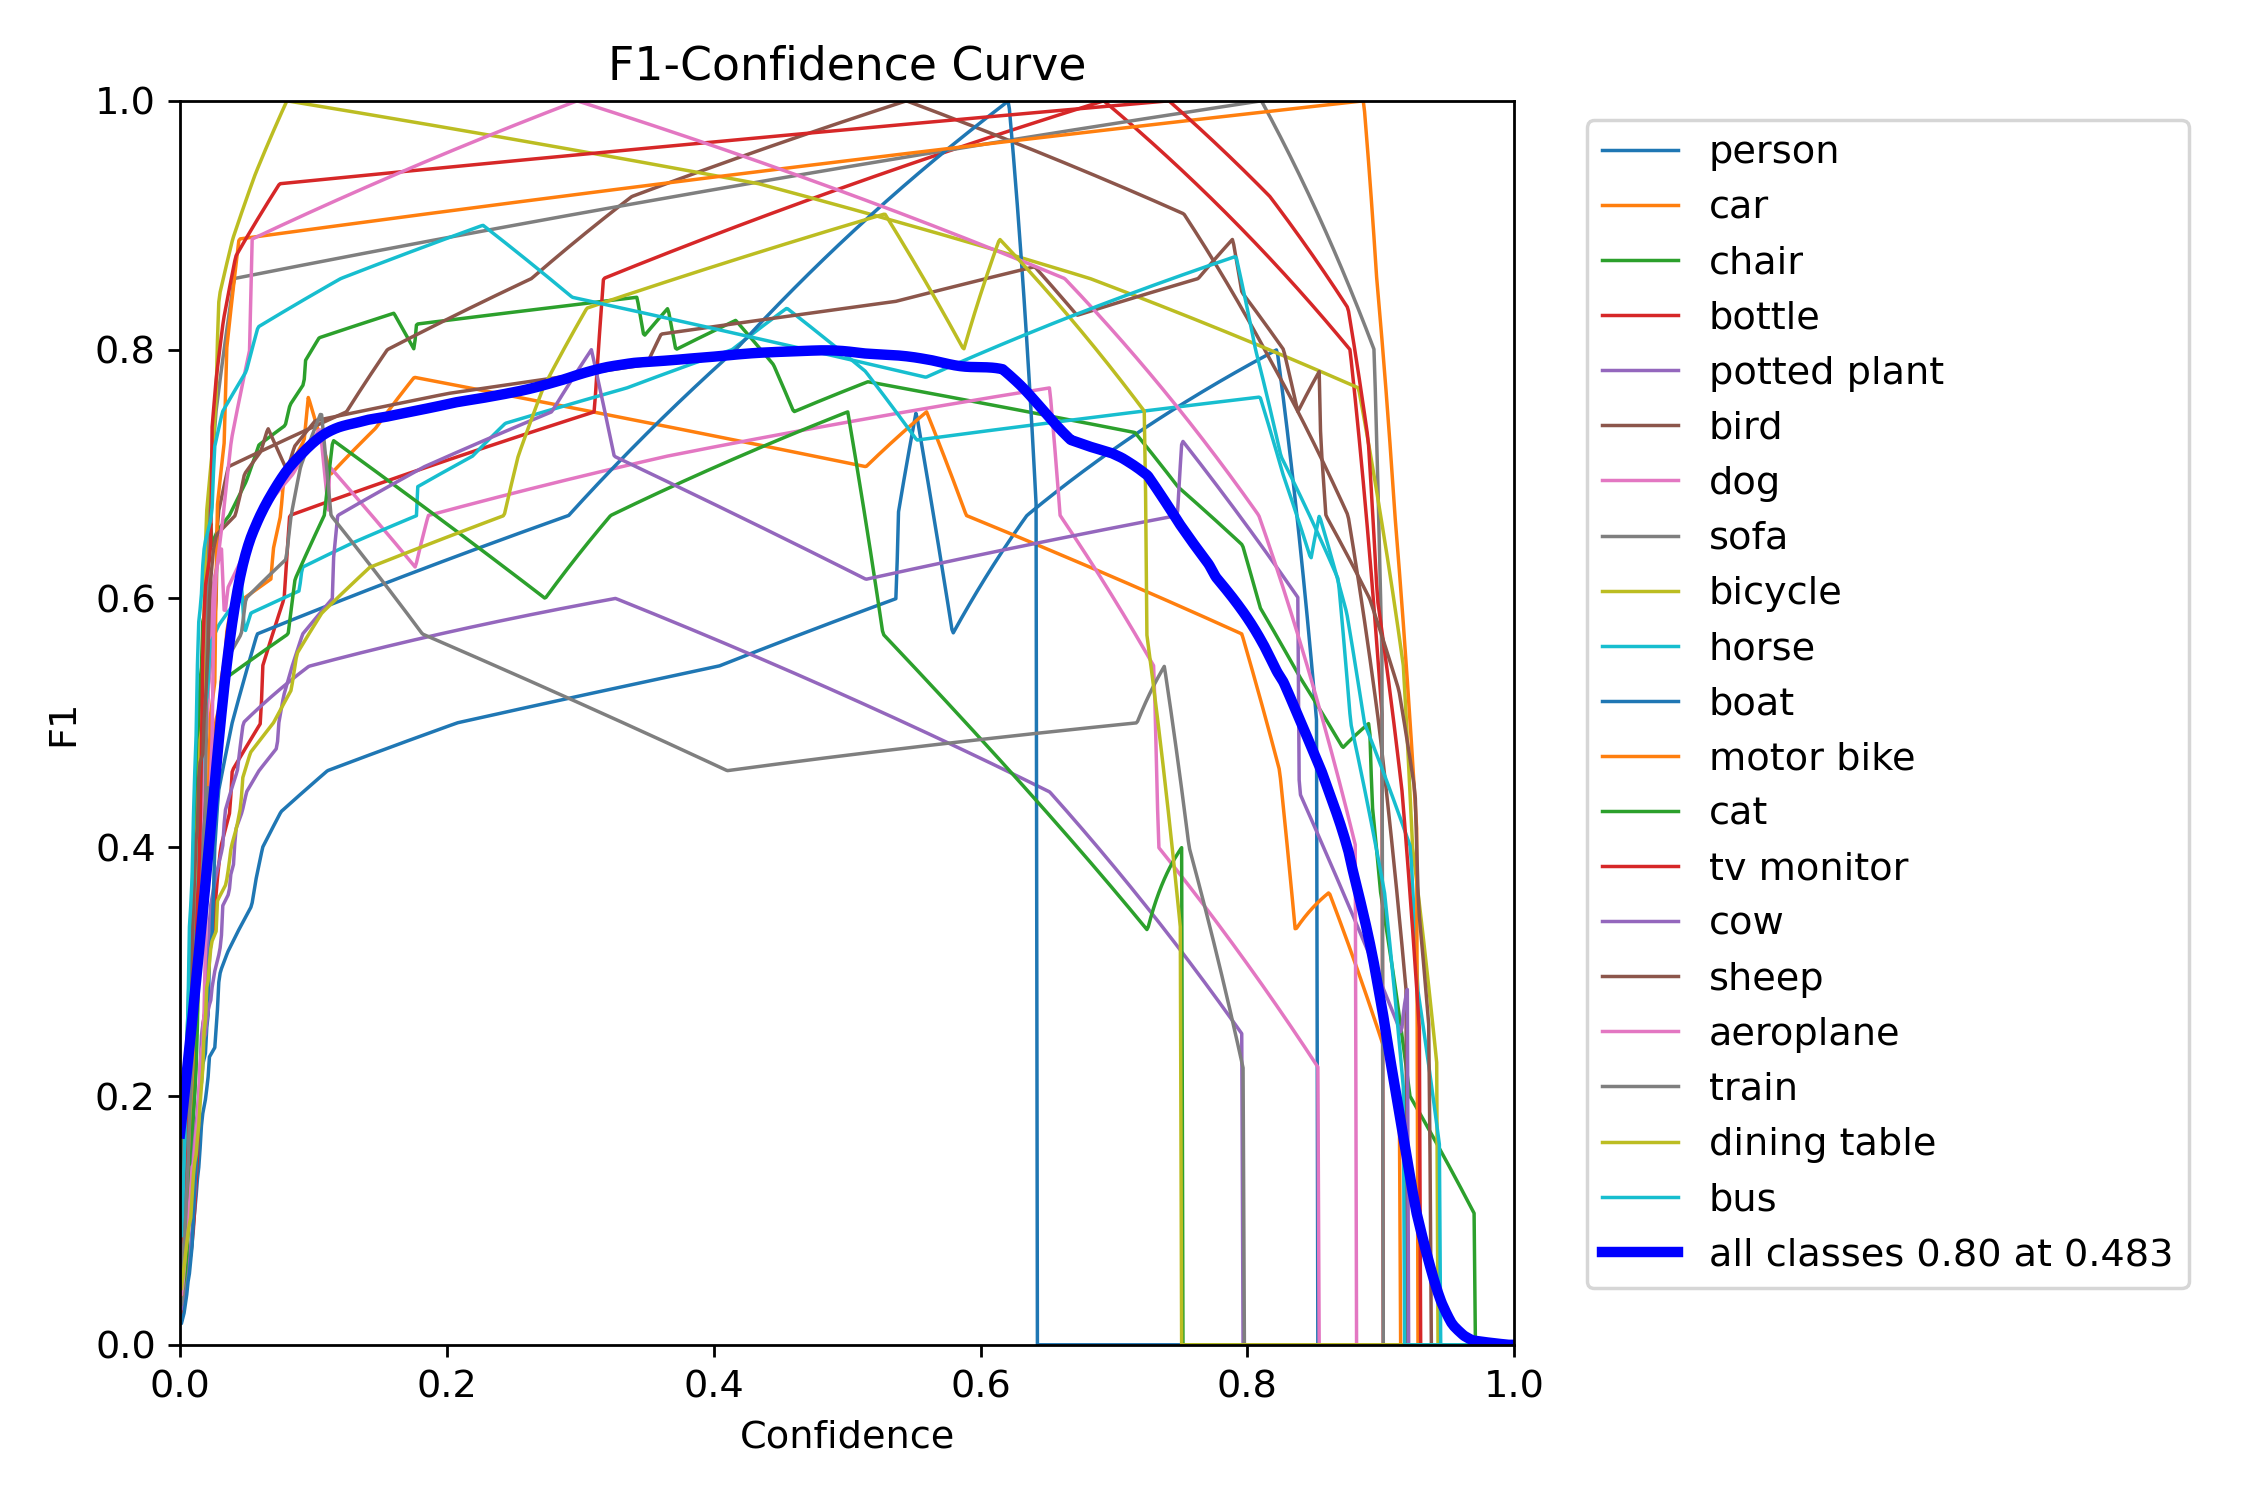 F1-Confidence Curve
1.0
0.8
0.6
0.4
0.2
0.0
F1
0.0 0.2 0.4 0.6 0.8 1.0
Confidence
person
car
chair
bottle
potted plant
bird
dog
sofa
bicycle
horse
boat
motor bike
cat
tv monitor
cow
sheep
aeroplane
train
dining table
bus
all classes 0.80 at 0.483